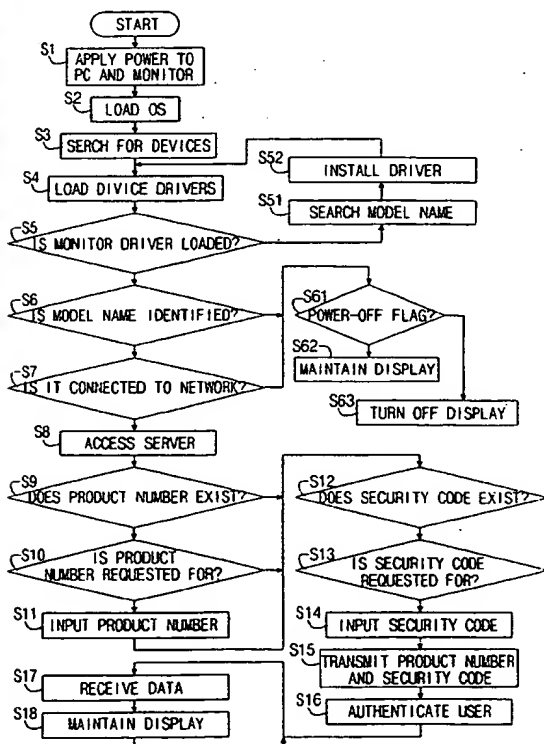 START
S1
APPLY POWER TO
PC AND MONITOR
S2
LOAD OS
S3
SERCH FOR DEVICES
S4
LOAD DIVICE DRIVERS
S52
INSTALL DRIVER
S51
SEARCH MODEL NAME
S5
IS MONITOR DRIVER LOADED?
S6
IS MODEL NAME IDENTIFIED?
S61
POWER-OFF FLAG?
S62
MAINTAIN DISPLAY
S7
IS IT CONNECTED TO NETWORK?
S63
TURN OFF DISPLAY
S8
ACCESS SERVER
S9
DOES PRODUCT NUMBER EXIST?
S12
DOES SECURITY CODE EXIST?
S10
IS PRODUCT
NUMBER REQUESTED FOR?
S13
IS SECURITY CODE
REQUESTED FOR?
S11
INPUT PRODUCT NUMBER
S14
INPUT SECURITY CODE
S15
TRANSMIT PRODUCT NUMBER
AND SECURITY CODE
S17
RECEIVE DATA
S16
AUTHENTICATE USER
S18
MAINTAIN DISPLAY